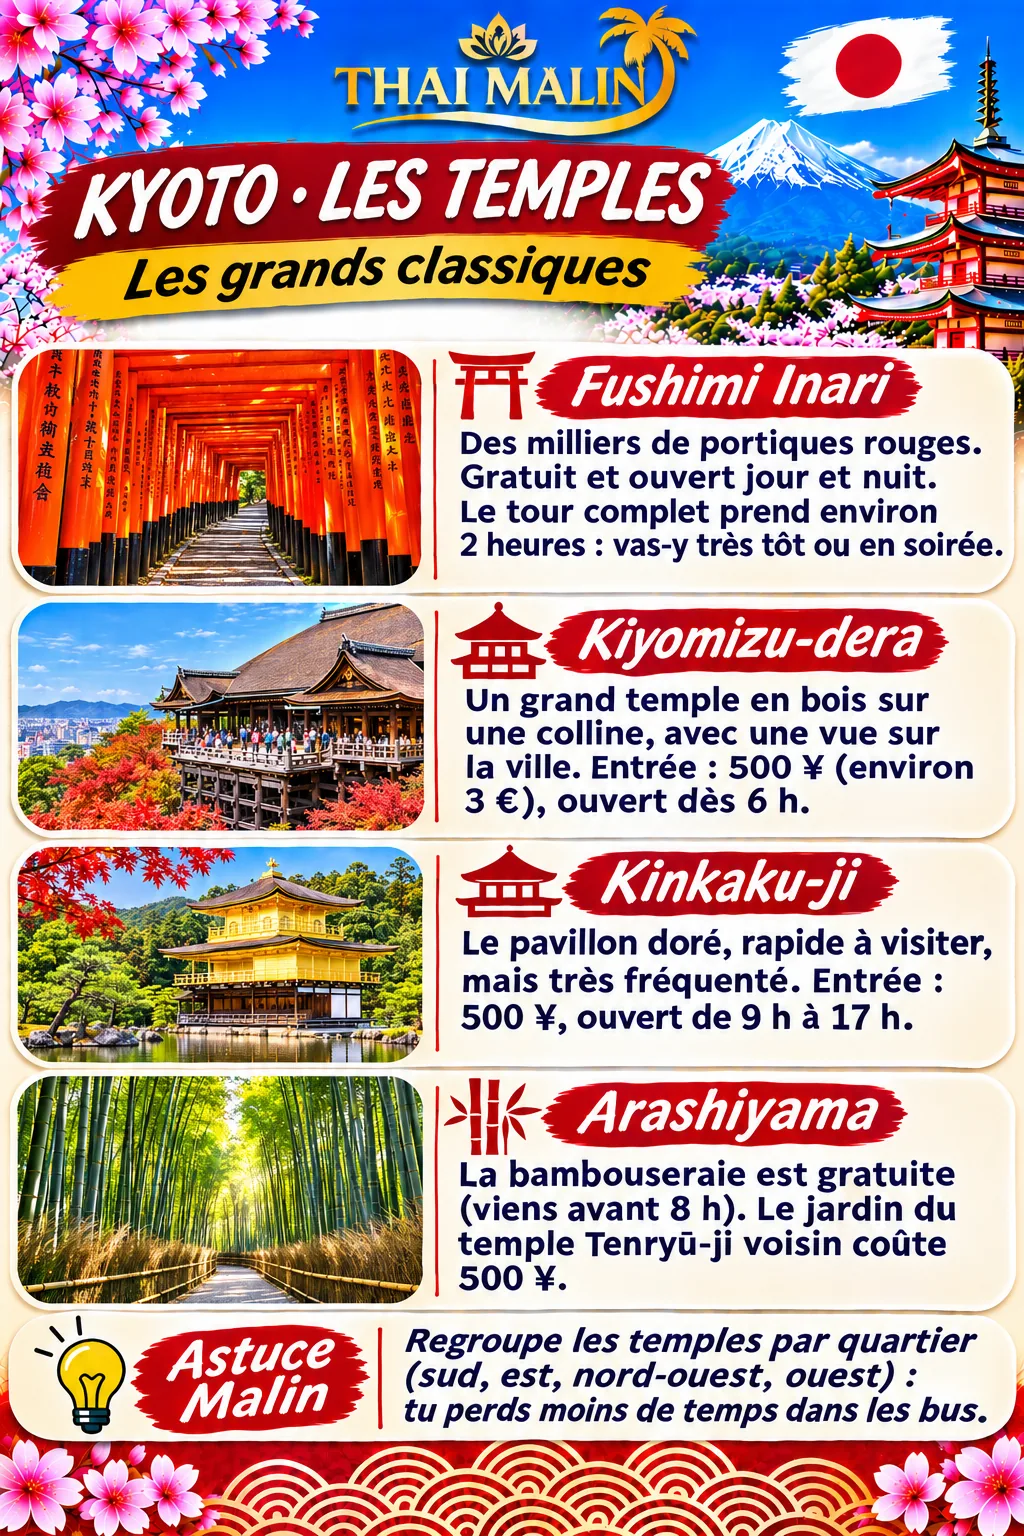 THAI MALIN
KYOTO · LES TEMPLES
Les grands classiques
Fushimi Inari
Des milliers de portiques rouges.
Gratuit et ouvert jour et nuit.
Le tour complet prend environ
2 heures : vas-y très tôt ou en soirée.
Kiyomizu-dera
Un grand temple en bois sur
une colline, avec une vue sur
la ville. Entrée : 500 ¥ (environ
3 €), ouvert dès 6 h.
Kinkaku-ji
Le pavillon doré, rapide à visiter,
mais très fréquenté. Entrée :
500 ¥, ouvert de 9 h à 17 h.
Arashiyama
La bambouseraie est gratuite
(viens avant 8 h). Le jardin du
temple Tenryū-ji voisin coûte
500 ¥.
Astuce
Malin
Regroupe les temples par quartier
(sud, est, nord-ouest, ouest) :
tu perds moins de temps dans les bus.